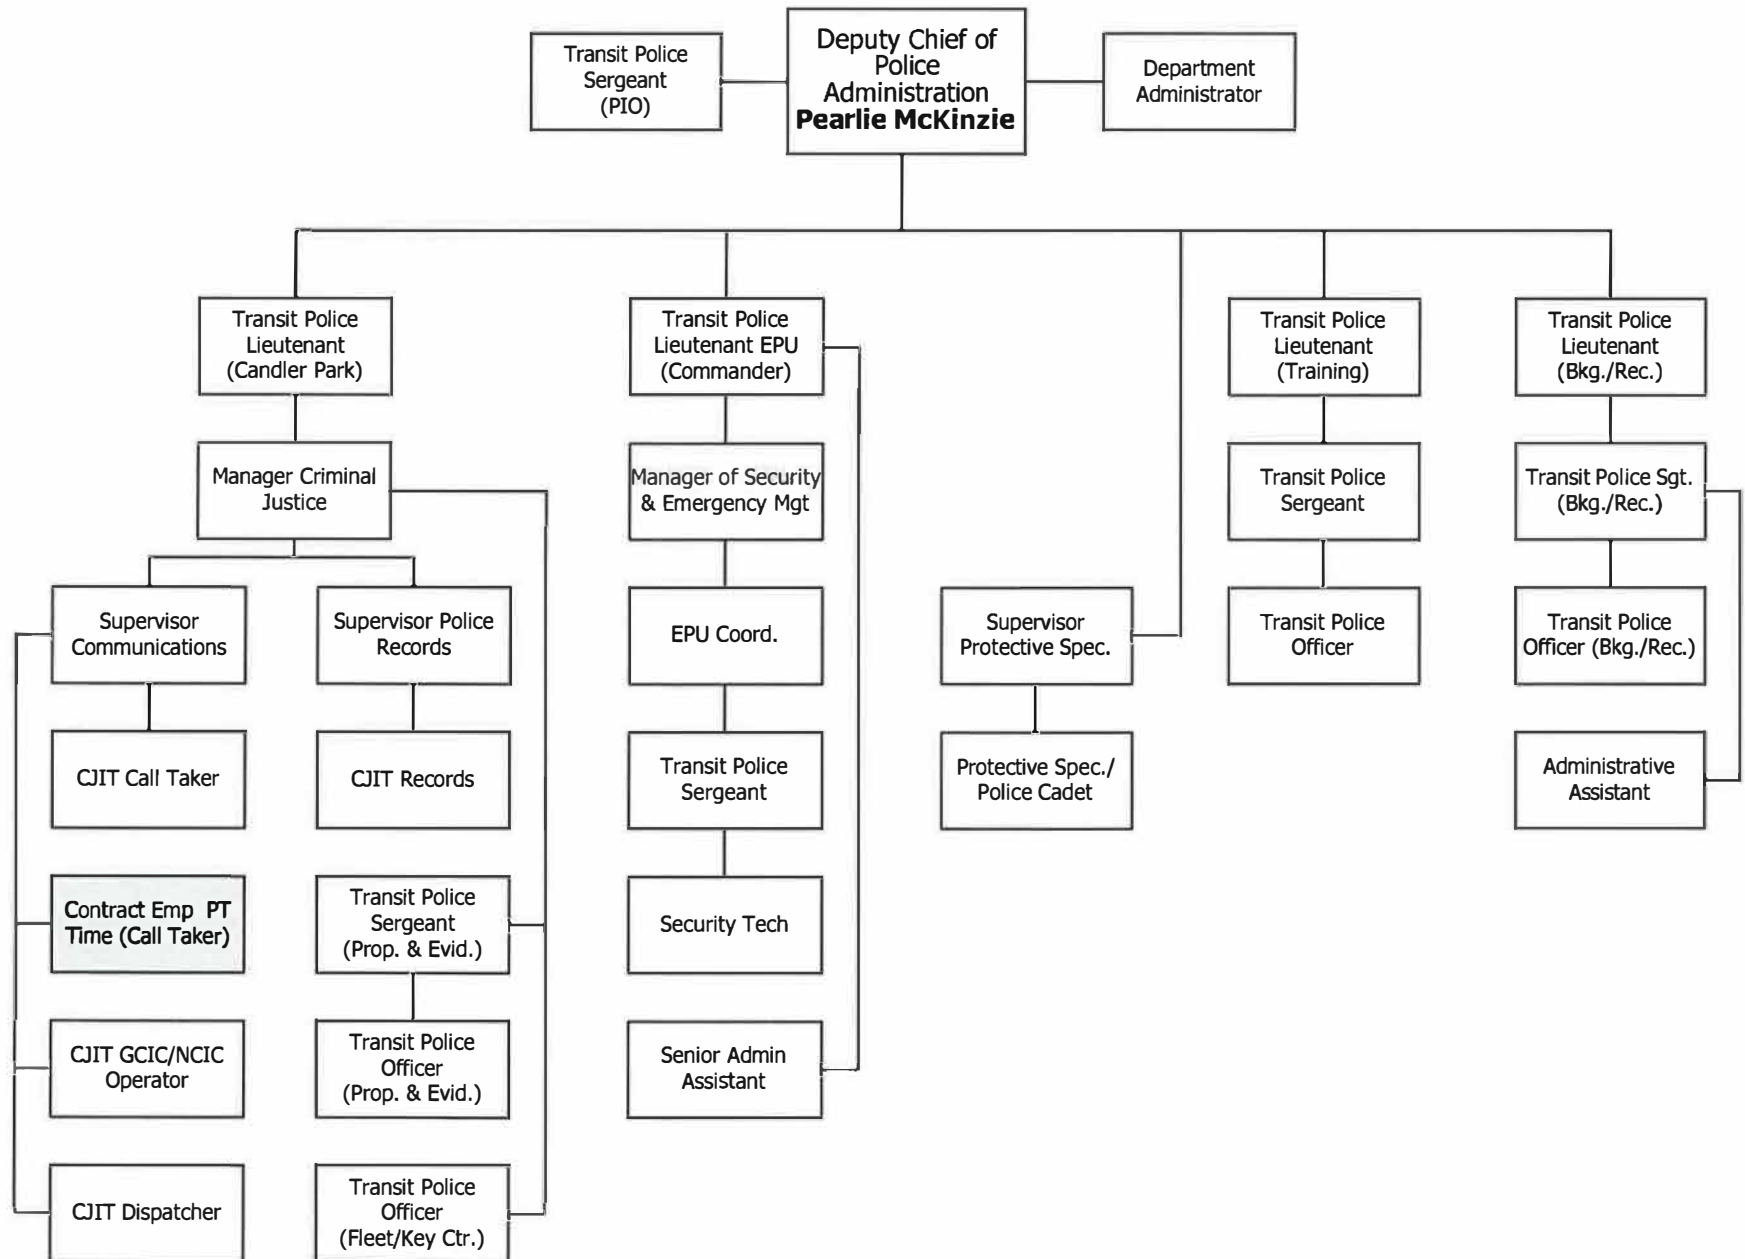 Transit Police
Sergeant
(PIO)
Deputy Chief of
Police
Administration
Pearlie McKinzie
Department
Administrator
Transit Police
Lieutenant
(Candler Park)
Transit Police
Lieutenant EPU
(Commander)
Transit Police
Lieutenant
(Training)
Transit Police
Lieutenant
(Bkg./Rec.)
Manager Criminal
Justice
Manager of Security
& Emergency Mgt
Transit Police
Sergeant
Transit Police Sgt.
(Bkg./Rec.)
Supervisor
Communications
Supervisor Police
Records
EPU Coord.
Supervisor
Protective Spec.
Transit Police
Officer
Transit Police
Officer (Bkg./Rec.)
CJIT Call Taker
CJIT Records
Transit Police
Sergeant
Protective Spec./
Police Cadet
Administrative
Assistant
Contract Emp PT
Time (Call Taker)
Transit Police
Sergeant
(Prop. & Evid.)
Security Tech
CJIT GCIC/NCIC
Operator
Transit Police
Officer
(Prop. & Evid.)
Senior Admin
Assistant
CJIT Dispatcher
Transit Police
Officer
(Fleet/Key Ctr.)